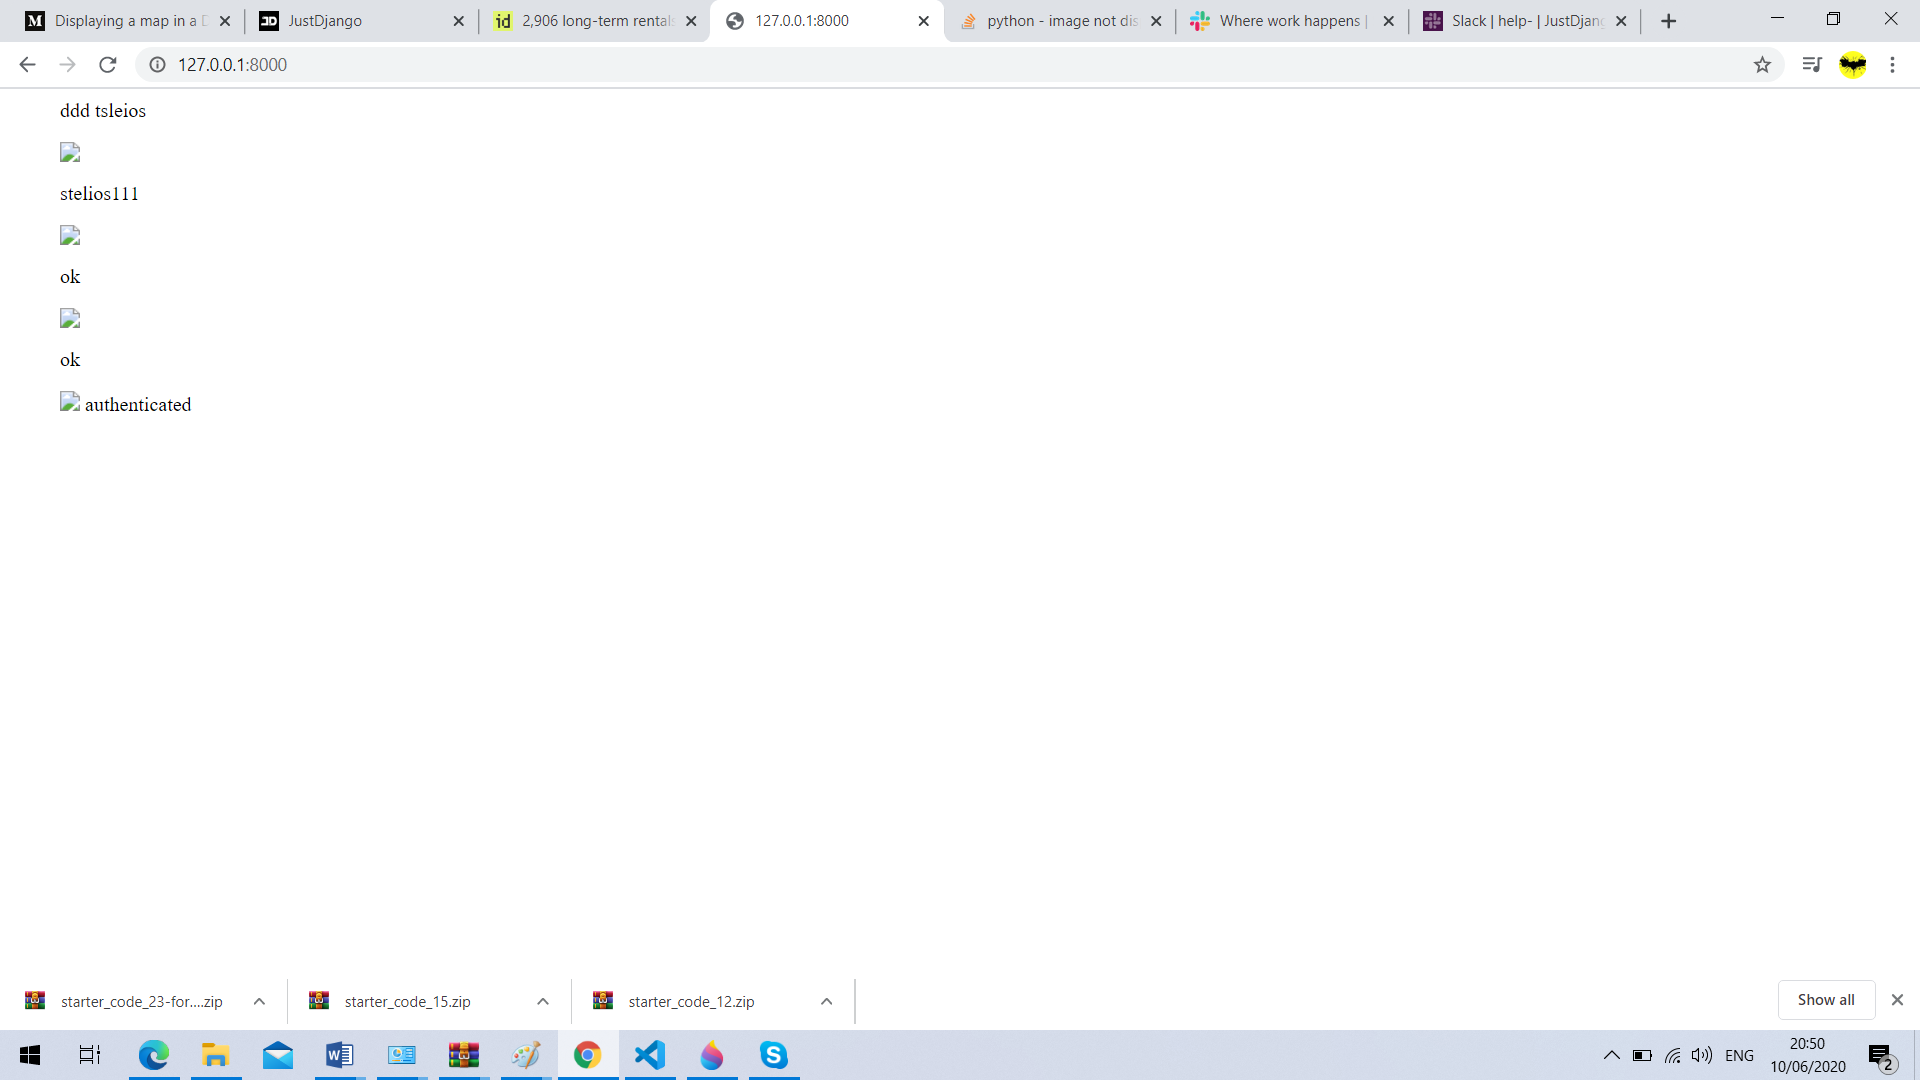 Displaying a map in a D
JustDjango
2,906 long-term rentals
127.0.0.1:8000
python - image not dis
Where work happens |
Slack | help- | JustDjang
127.0.0.1:8000
ddd tsleios
stelios111
ok
ok
authenticated
starter_code_23-for....zip
starter_code_15.zip
starter_code_12.zip
Show all
ENG
20:50
10/06/2020
2